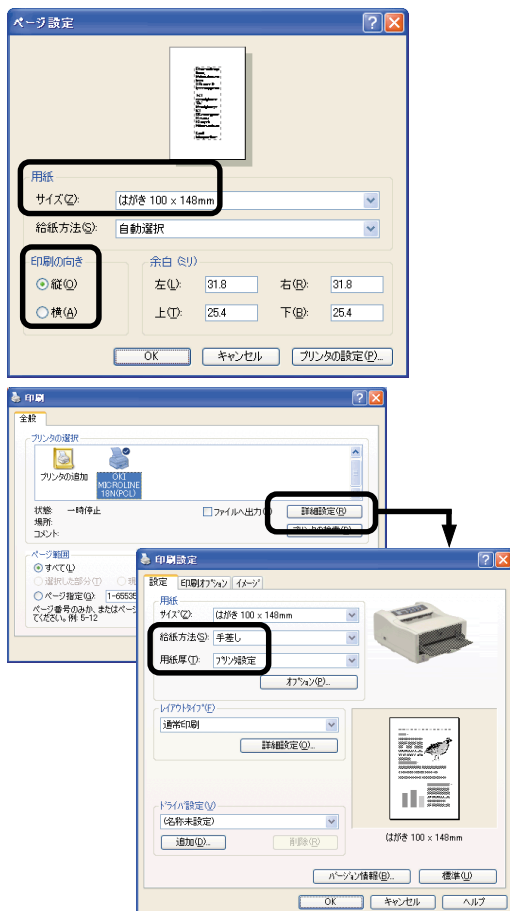 ページ設定
用紙
サイズ(Z): はがき 100 x 148mm
給紙方法(S): 自動選択
印刷の向き
縦(O)
横(A)
余白 (ミリ)
左(L): 31.8 右(R): 31.8
上(T): 25.4 下(B): 25.4
OK キャンセル プリンタの設定(P)...
印刷
全般
プリンタの選択
プリンタの追加
OKI
MICROLINE
18N(PCL)
状態: 一時停止
場所:
コメント:
ファイルへ出力
詳細設定(R)
プリンタの検索(D)...
ページ範囲
すべて(L)
選択した部分(T)
ページ指定(G): 1-65535
ページ番号のみか、またはペー
てください。例: 5-12
印刷設定
設定 印刷オプション イメージ
用紙
サイズ(Z): はがき 100 x 148mm
給紙方法(S): 手差し
用紙厚(T): プリンタ設定
オプション(P)...
レイアウトタイプ(F)
通常印刷
詳細設定(O)...
ドライバ設定(V)
(名称未設定)
追加(D)... 削除(R)
はがき 100 x 148mm
バージョン情報(B)... 標準(U)
OK キャンセル ヘルプ